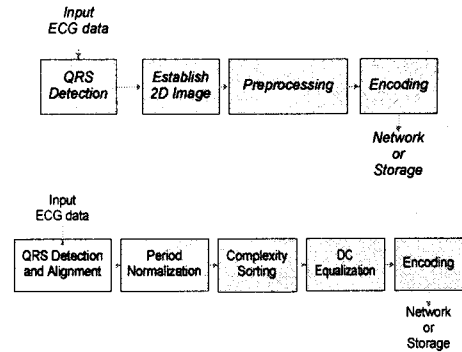 Input
ECG data
QRS
Detection
Establish
2D Image
Preprocessing
Encoding
Network
or
Storage
Input
ECG data
QRS Detection
and Alignment
Period
Normalization
Complexity
Sorting
DC
Equalization
Encoding
Network
or
Storage